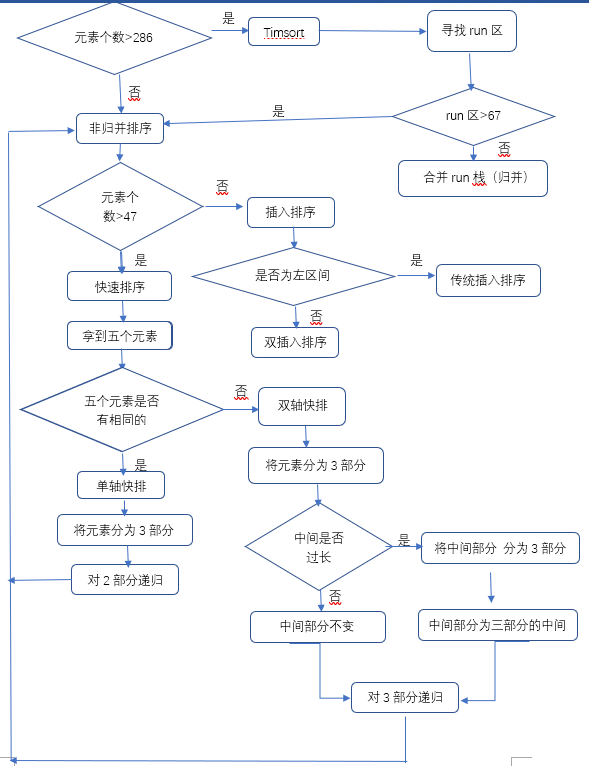 元素个数>286
是
Timsort
寻找 run 区
否
非归并排序
是
run 区>67
否
合并 run 栈（归并）
元素个
数>47
否
插入排序
是
快速排序
是否为左区间
是
传统插入排序
否
双插入排序
拿到五个元素
五个元素是否
有相同的
否
双轴快排
是
单轴快排
将元素分为 3 部分
将元素分为 3 部分
中间是否
过长
是
将中间部分 分为 3 部分
对 2 部分递归
否
中间部分不变
中间部分为三部分的中间
对 3 部分递归